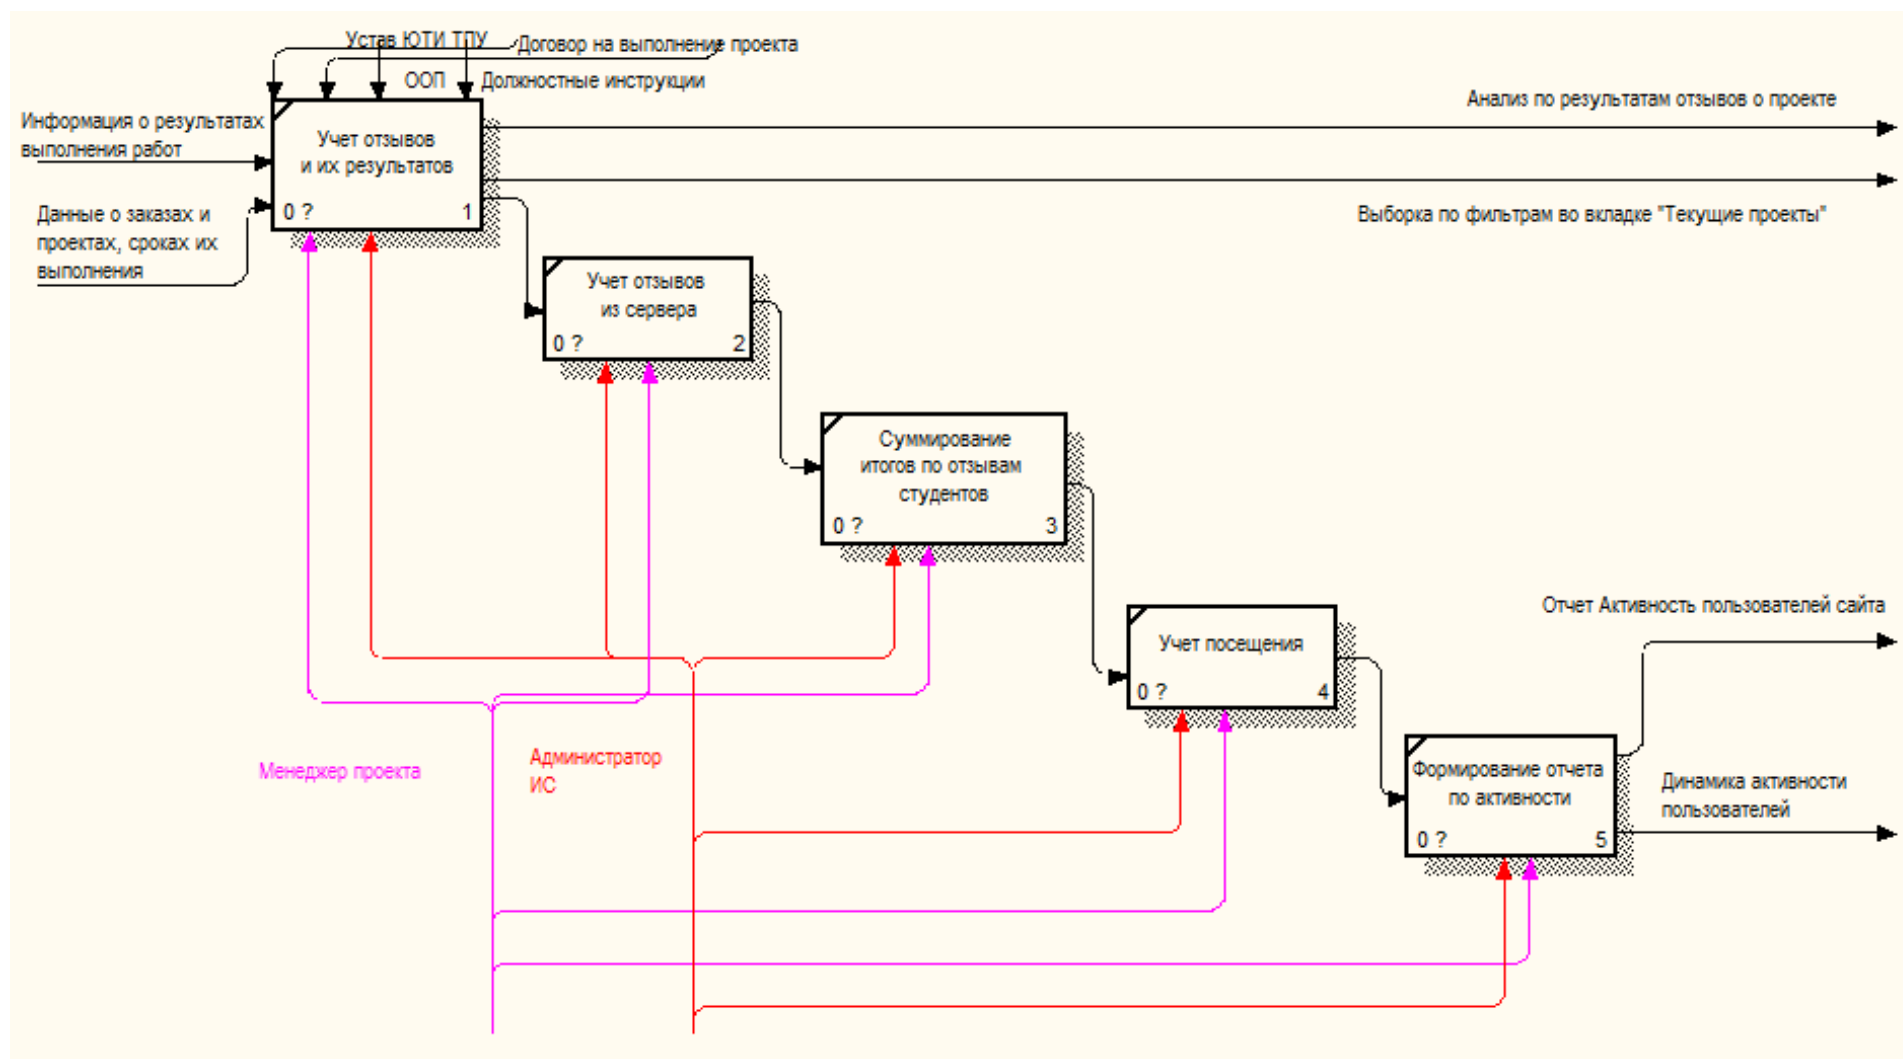 Устав ЮТИ ТПУ
Договор на выполнение проекта
ООП
Должностные инструкции
Информация о результатах
выполнения работ
Данные о заказах и
проектах, сроках их
выполнения
Учет отзывов
и их результатов
0 ?
1
Анализ по результатам отзывов о проекте
Выборка по фильтрам во вкладке "Текущие проекты"
Учет отзывов
из сервера
0 ?
2
Суммирование
итогов по отзывам
студентов
0 ?
3
Учет посещения
0 ?
4
Отчет Активность пользователей сайта
Формирование отчета
по активности
0 ?
5
Динамика активности
пользователей
Менеджер проекта
Администратор
ИС